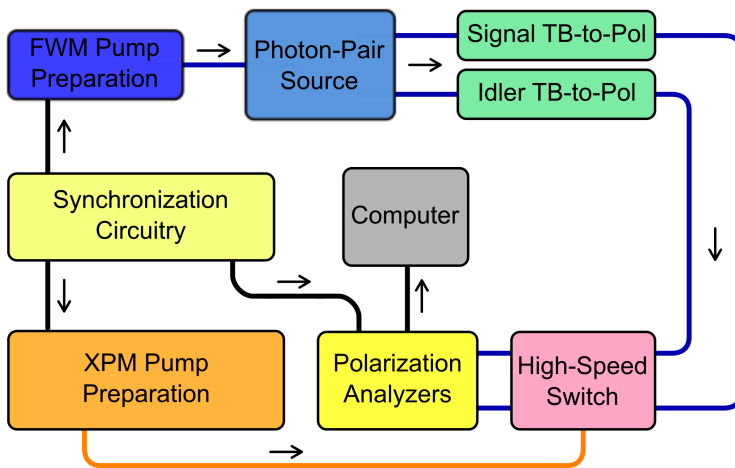 FWM Pump
Preparation
Photon-Pair
Source
Signal TB-to-Pol
Idler TB-to-Pol
Synchronization
Circuitry
Computer
XPM Pump
Preparation
Polarization
Analyzers
High-Speed
Switch